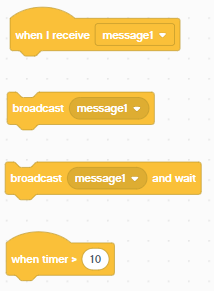 when I receive message1
broadcast message1
broadcast message1 and wait
when timer > 10